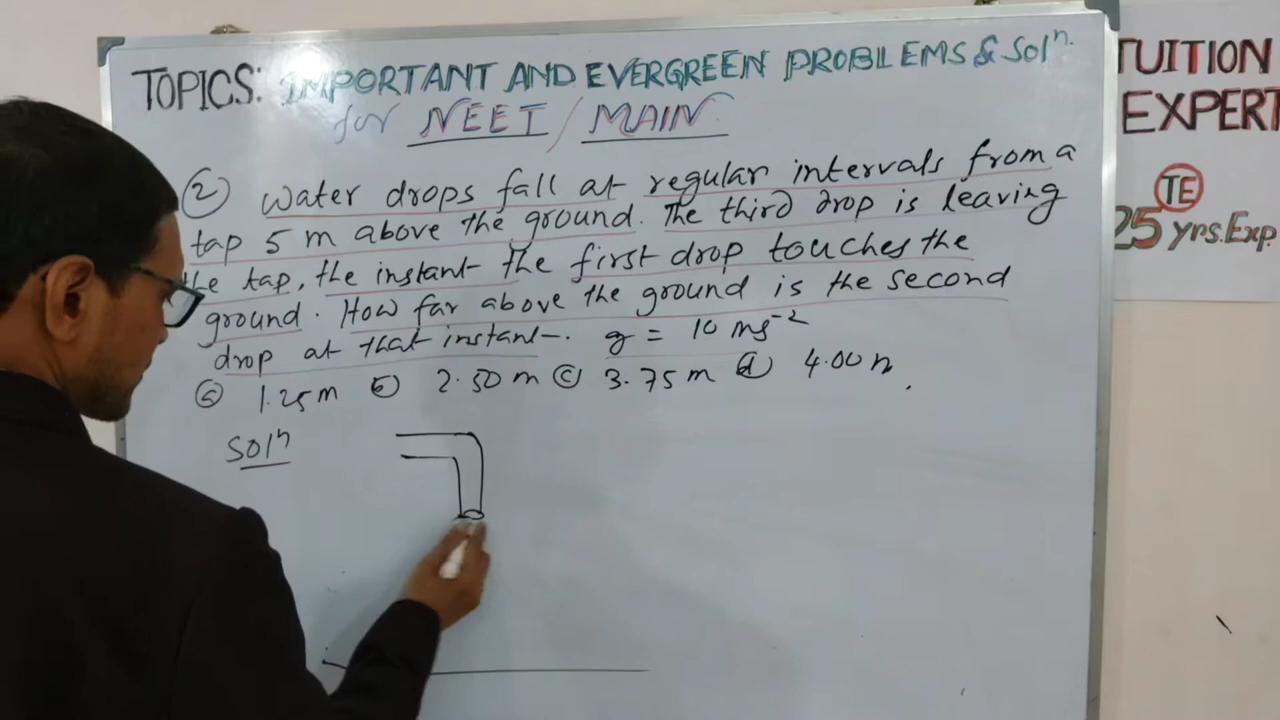 TOPICS: IMPORTANT AND EVERGREEN PROBLEMS & Solⁿ.
for NEET / MAIN
② Water drops fall at regular intervals from a
tap 5 m above the ground. The third drop is leaving
the tap, the instant the first drop touches the
ground. How far above the ground is the second
drop at that instant. g = 10 ms⁻²
ⓐ 1.25m ⓑ 2.50 m ⓒ 3.75 m ⓓ 4.00 m.
Solⁿ
TUITION
EXPERT
TE
25 yrs. Exp.